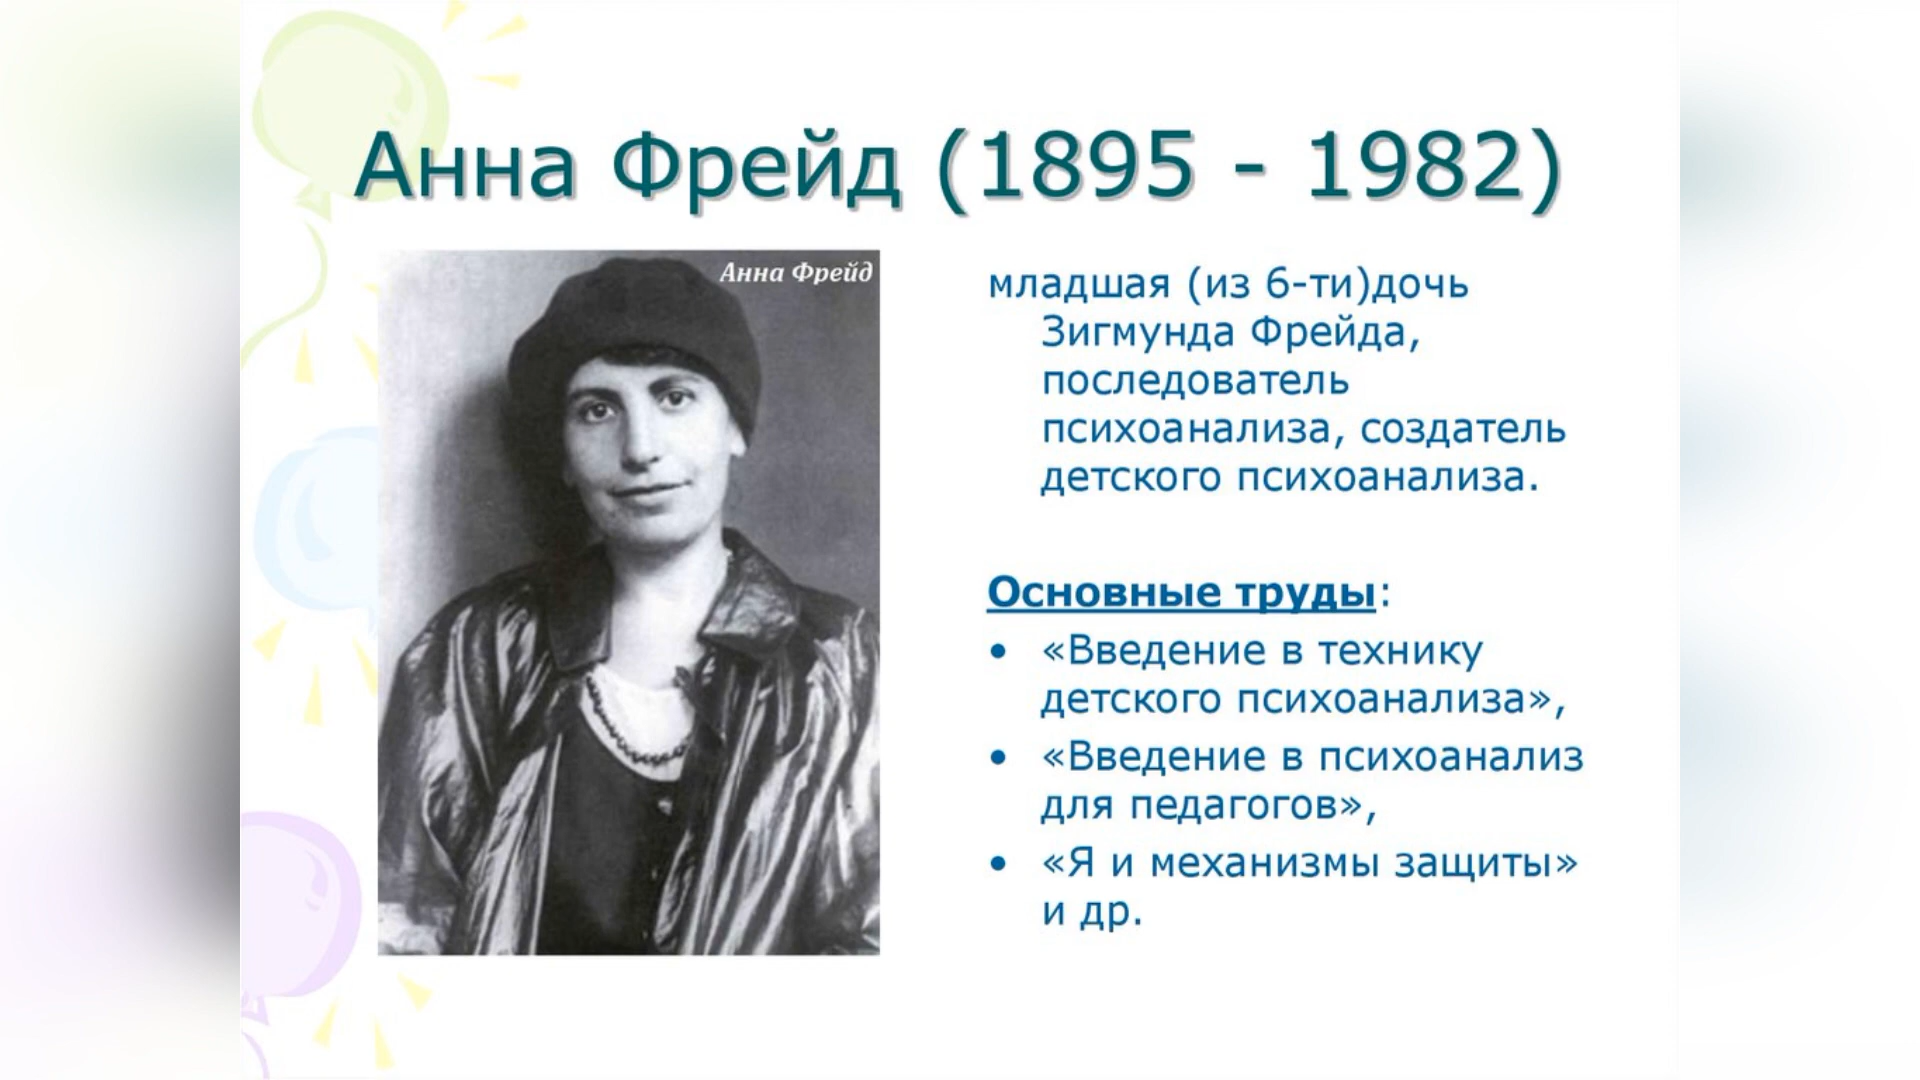 Анна Фрейд (1895 - 1982)
Анна Фрейд
младшая (из 6-ти)дочь
Зигмунда Фрейда,
последователь
психоанализа, создатель
детского психоанализа.
Основные труды:
• «Введение в технику
детского психоанализа»,
• «Введение в психоанализ
для педагогов»,
• «Я и механизмы защиты»
и др.